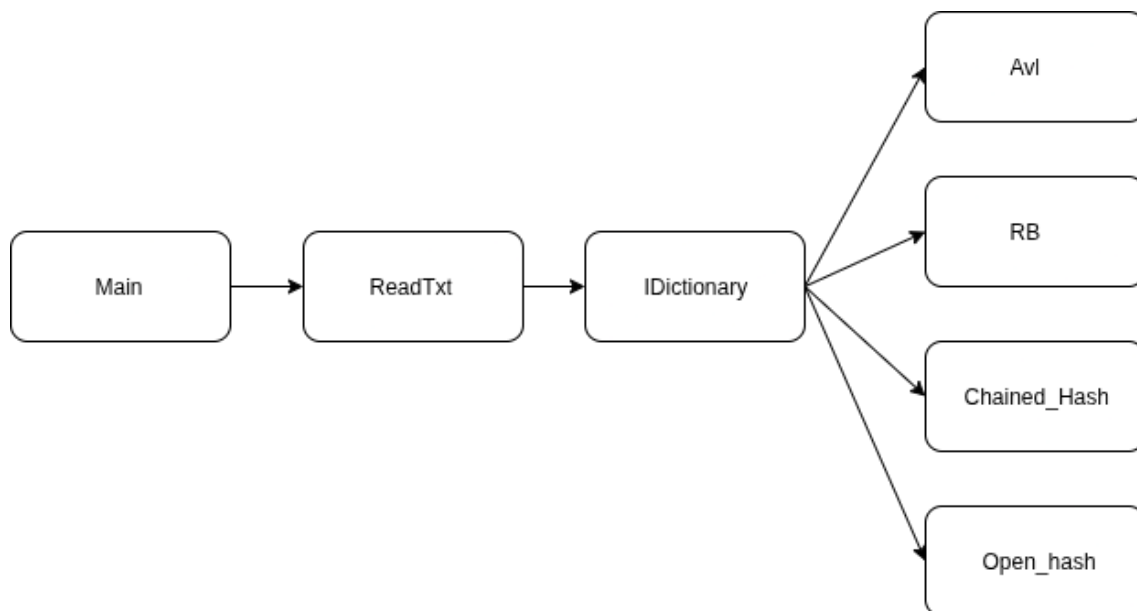 Main
ReadTxt
IDictionary
Avl
RB
Chained_Hash
Open_hash